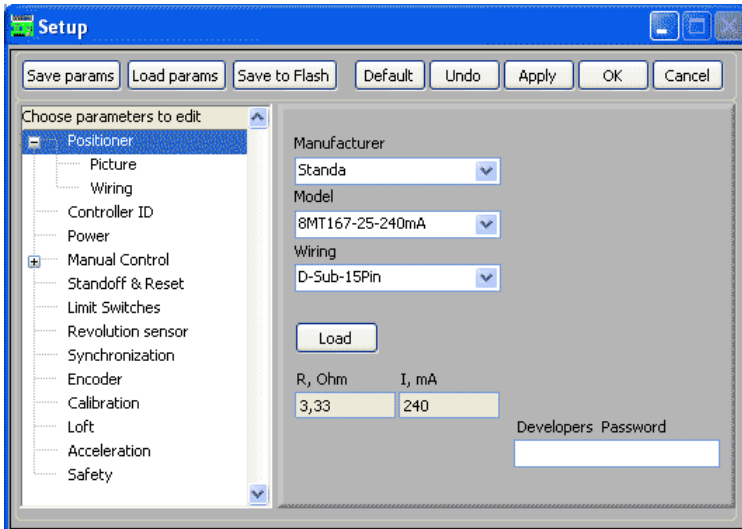 Setup
Save params Load params Save to Flash Default Undo Apply OK Cancel
Choose parameters to edit
Positioner
Picture
Wiring
Controller ID
Power
Manual Control
Standoff & Reset
Limit Switches
Revolution sensor
Synchronization
Encoder
Calibration
Loft
Acceleration
Safety
Manufacturer
Standa
Model
8MT167-25-240mA
Wiring
D-Sub-15Pin
Load
R, Ohm I, mA
3,33 240
Developers Password